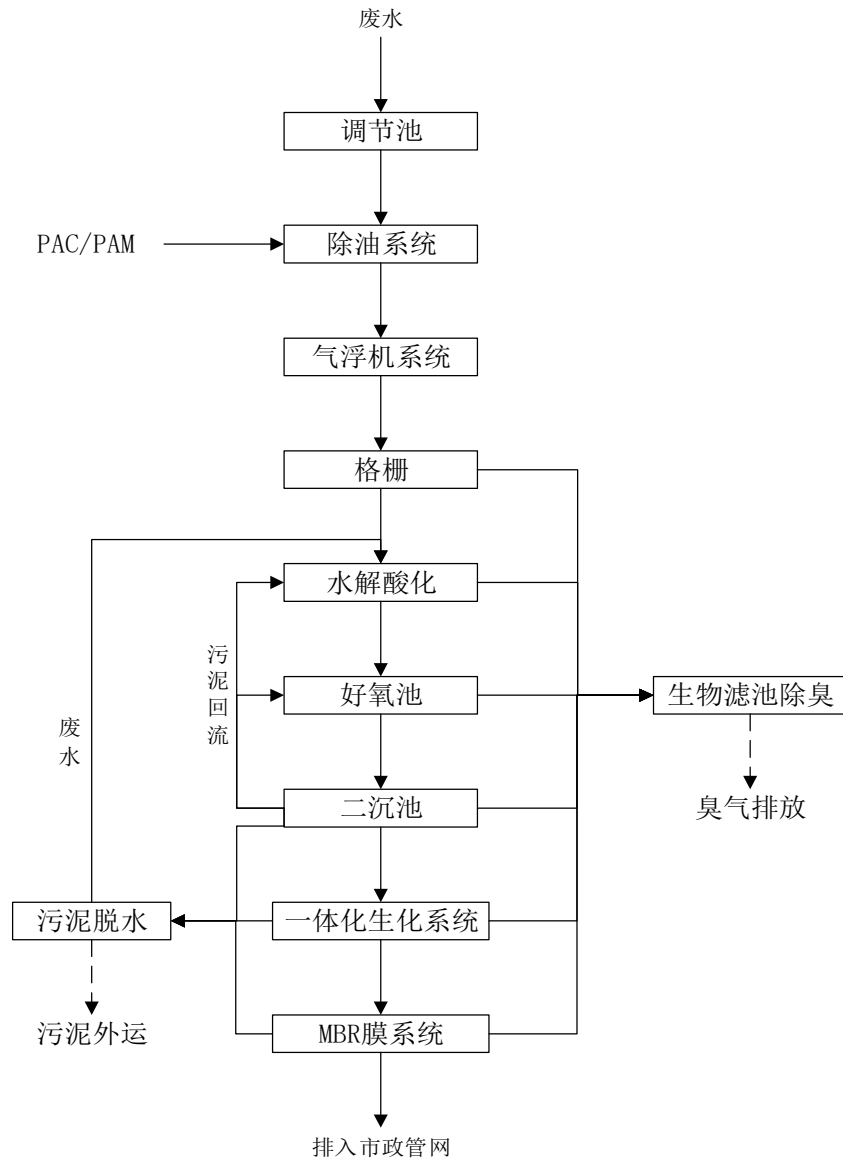 废水
调节池
PAC/PAM
除油系统
气浮机系统
格栅
水解酸化
污泥回流
好氧池
生物滤池除臭
废水
二沉池
臭气排放
污泥脱水
一体化生化系统
污泥外运
MBR膜系统
排入市政管网